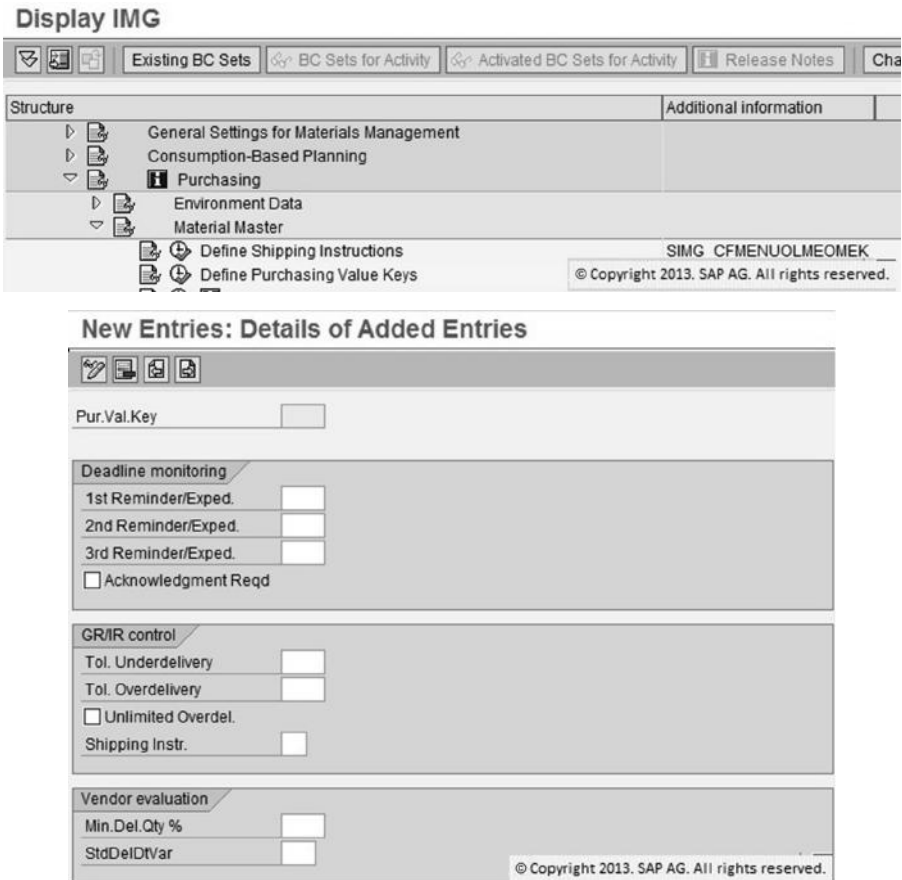 Display IMG
Existing BC Sets BC Sets for Activity Activated BC Sets for Activity Release Notes Cha
Structure Additional information
General Settings for Materials Management
Consumption-Based Planning
Purchasing
Environment Data
Material Master
Define Shipping Instructions SIMG_CFMENUOLMEOMEK
Define Purchasing Value Keys © Copyright 2013. SAP AG. All rights reserved.
New Entries: Details of Added Entries
Pur.Val.Key
Deadline monitoring
1st Reminder/Exped.
2nd Reminder/Exped.
3rd Reminder/Exped.
Acknowledgment Reqd
GR/IR control
Tol. Underdelivery
Tol. Overdelivery
Unlimited Overdel.
Shipping Instr.
Vendor evaluation
Min.Del.Qty %
StdDelDtVar
© Copyright 2013. SAP AG. All rights reserved.